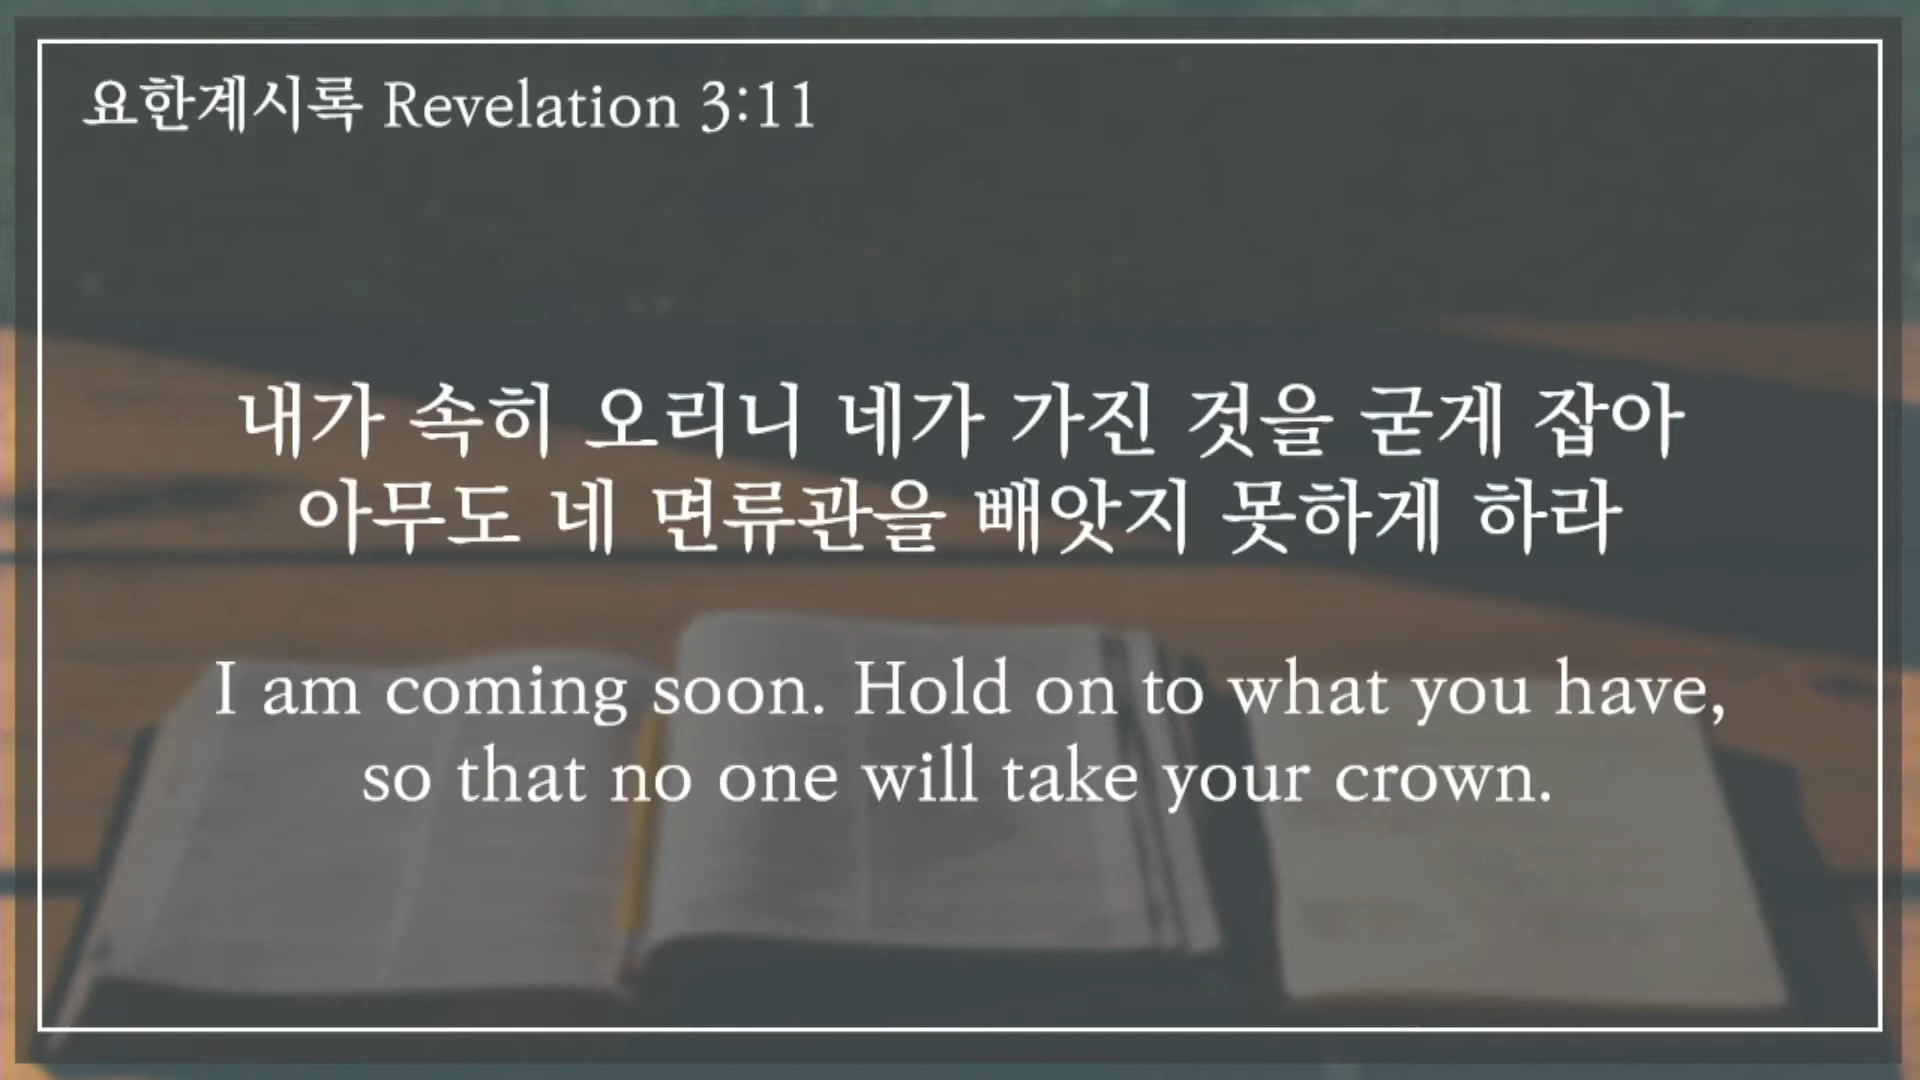 요한계시록 Revelation 3:11
내가 속히 오리니 네가 가진 것을 굳게 잡아
아무도 네 면류관을 빼앗지 못하게 하라
I am coming soon. Hold on to what you have,
so that no one will take your crown.